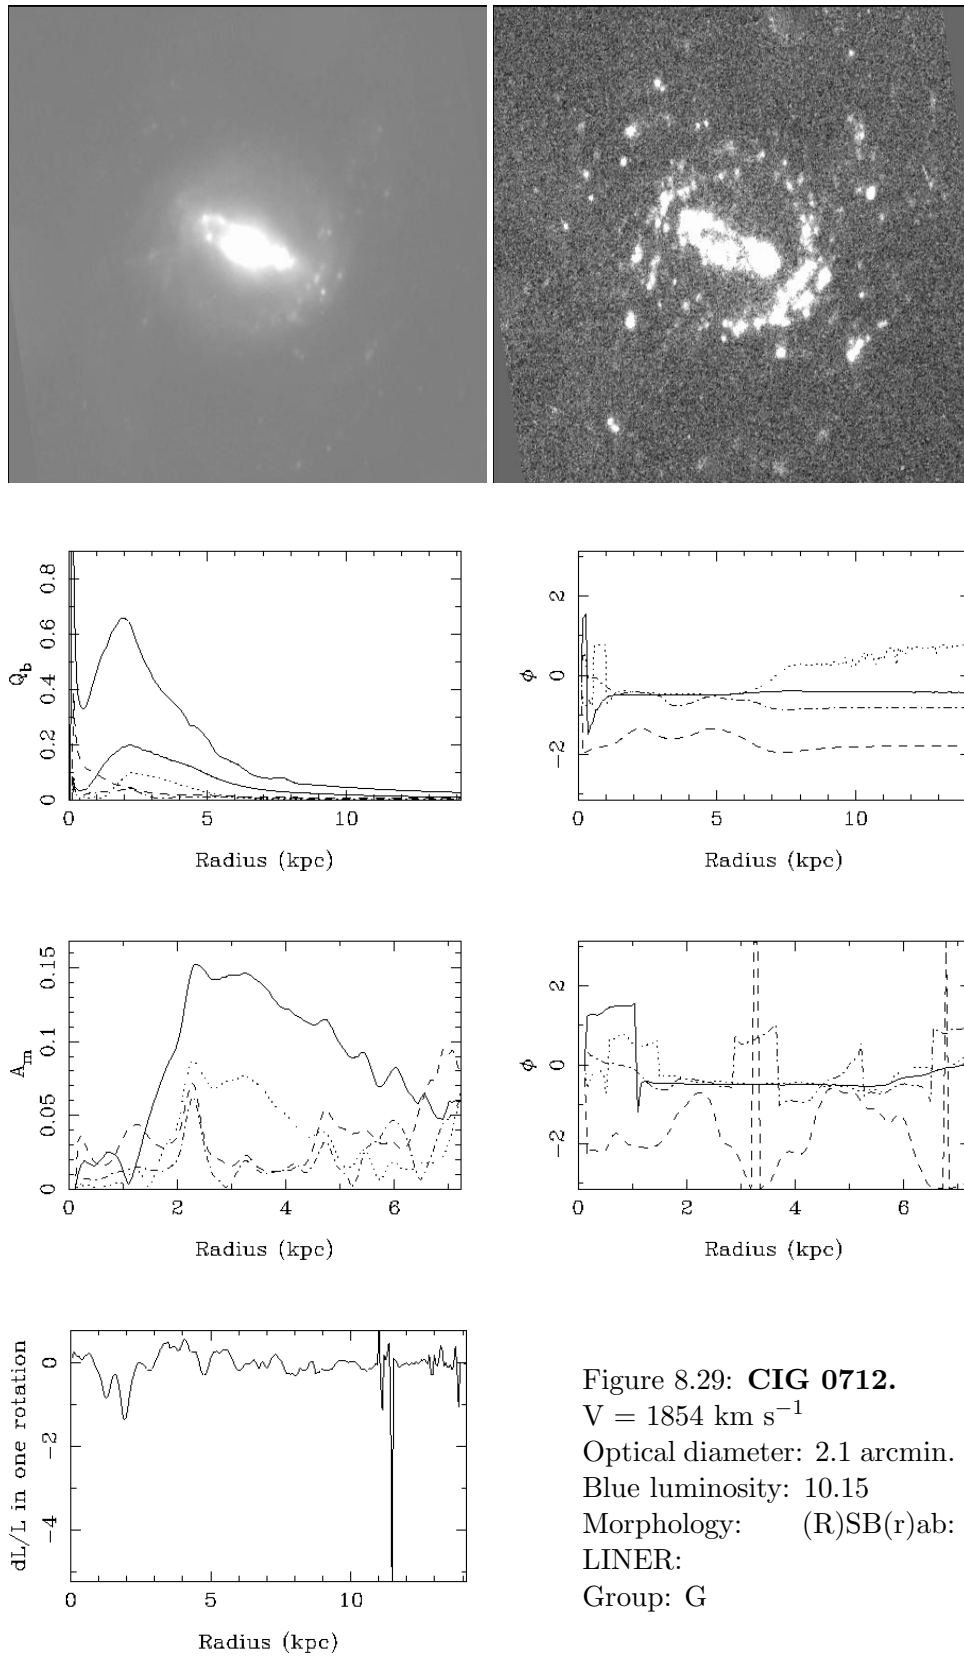 0.8
0.6
0.4
0.2
0
Q_b
0 5 10
Radius (kpc)
2
0
−2
φ
0 5 10
Radius (kpc)
0.15
0.1
0.05
0
A_m
0 2 4 6
Radius (kpc)
2
0
−2
φ
0 2 4 6
Radius (kpc)
0
−2
−4
dL/L in one rotation
0 5 10
Radius (kpc)
Figure 8.29: CIG 0712.
V = 1854 km s⁻¹
Optical diameter: 2.1 arcmin.
Blue luminosity: 10.15
Morphology: (R)SB(r)ab:
LINER:
Group: G